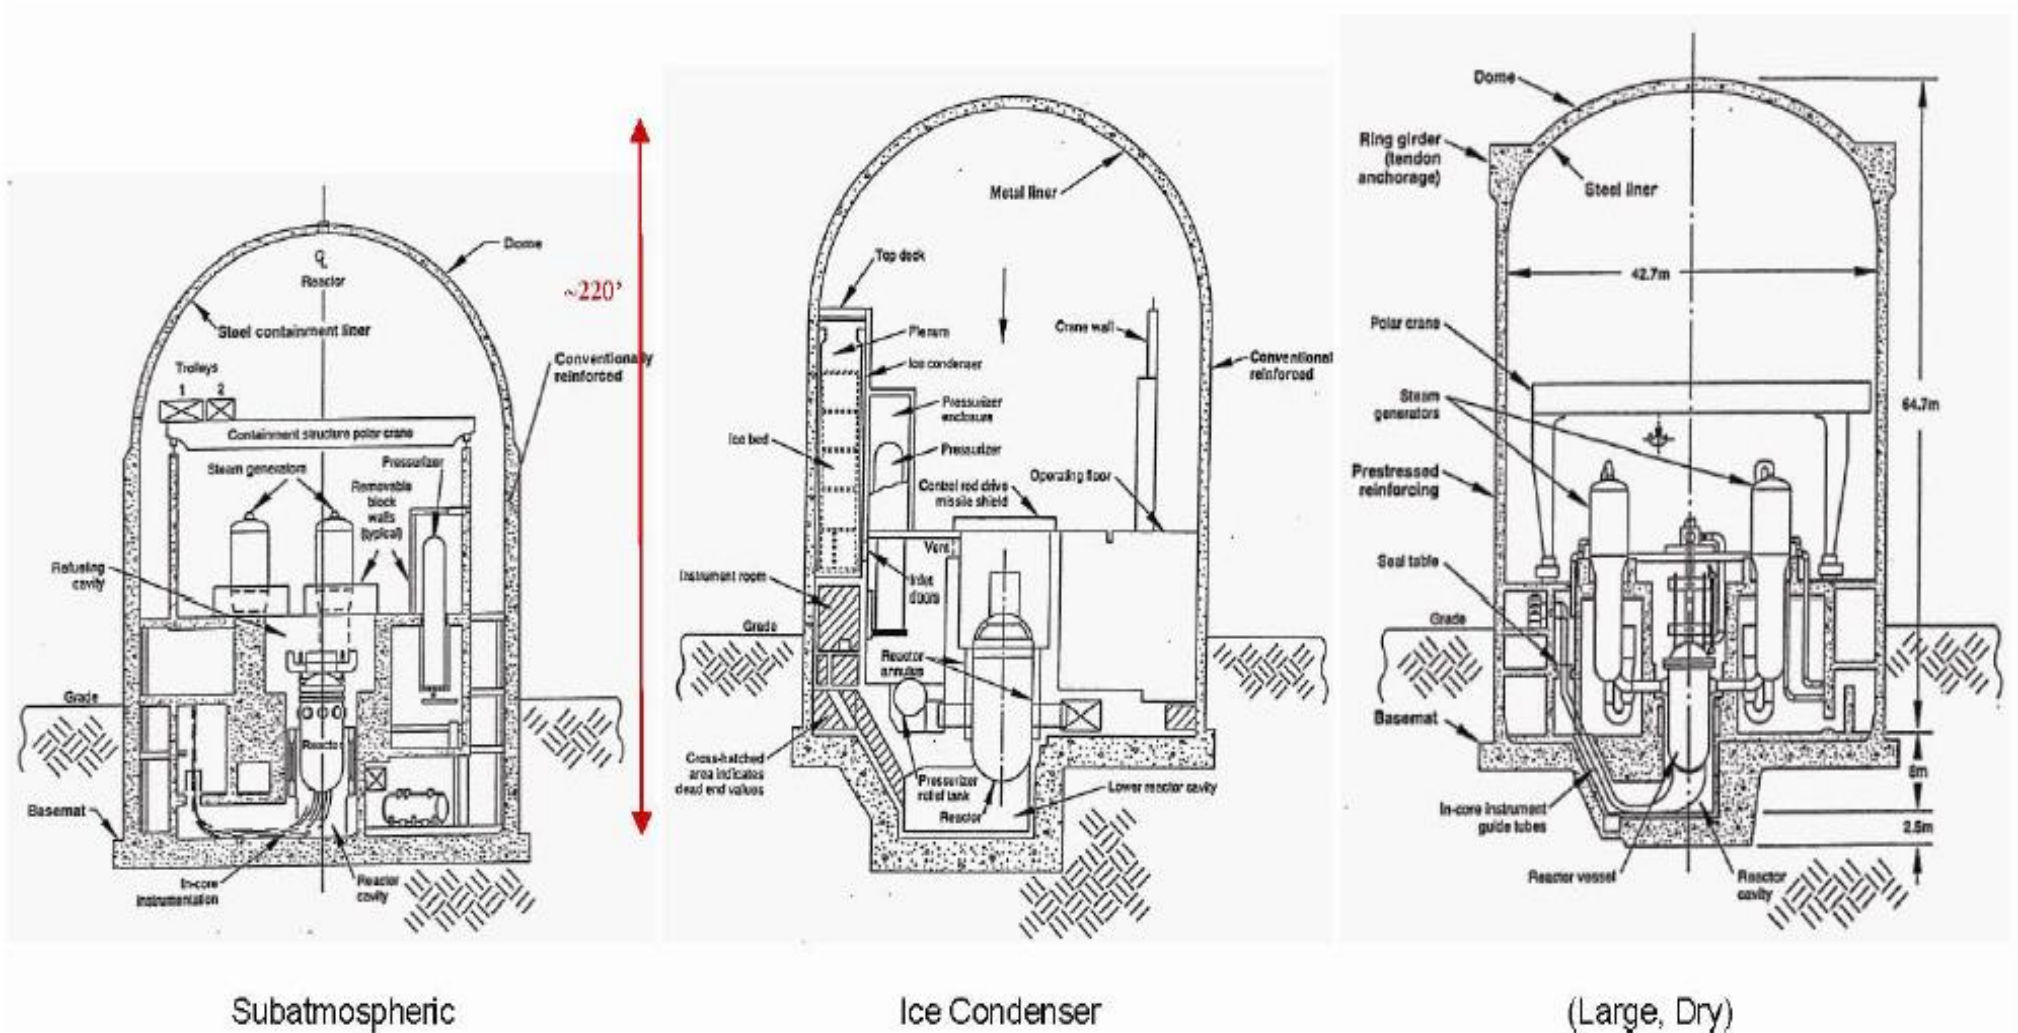 Dome
℄
Reactor
Steel containment liner
Trolleys
1 2
Conventionally
reinforced
Containment structure polar crane
Steam generators
Pressurizer
Removable
block
walls
(typical)
Refueling
cavity
Grade
Reactor
Basemat
In-core
instrumentation
Reactor
cavity
Subatmospheric
~220'
Metal liner
Top deck
Plenum
Ice condenser
Crane wall
Conventional
reinforced
Pressurizer
enclosure
Ice bed
Pressurizer
Control rod drive
missile shield
Operating floor
Vent
Instrument room
Inlet
doors
Grade
Reactor
annulus
Cross-hatched
area indicates
dead end values
Pressurizer
relief tank
Reactor
Lower reactor cavity
Ice Condenser
Dome
Ring girder
(tendon
anchorage)
Steel liner
42.7m
Polar crane
64.7m
Steam
generators
Prestressed
reinforcing
Seal table
Grade
Basemat
8m
In-core instrument
guide tubes
2.5m
Reactor vessel
Reactor
cavity
(Large, Dry)